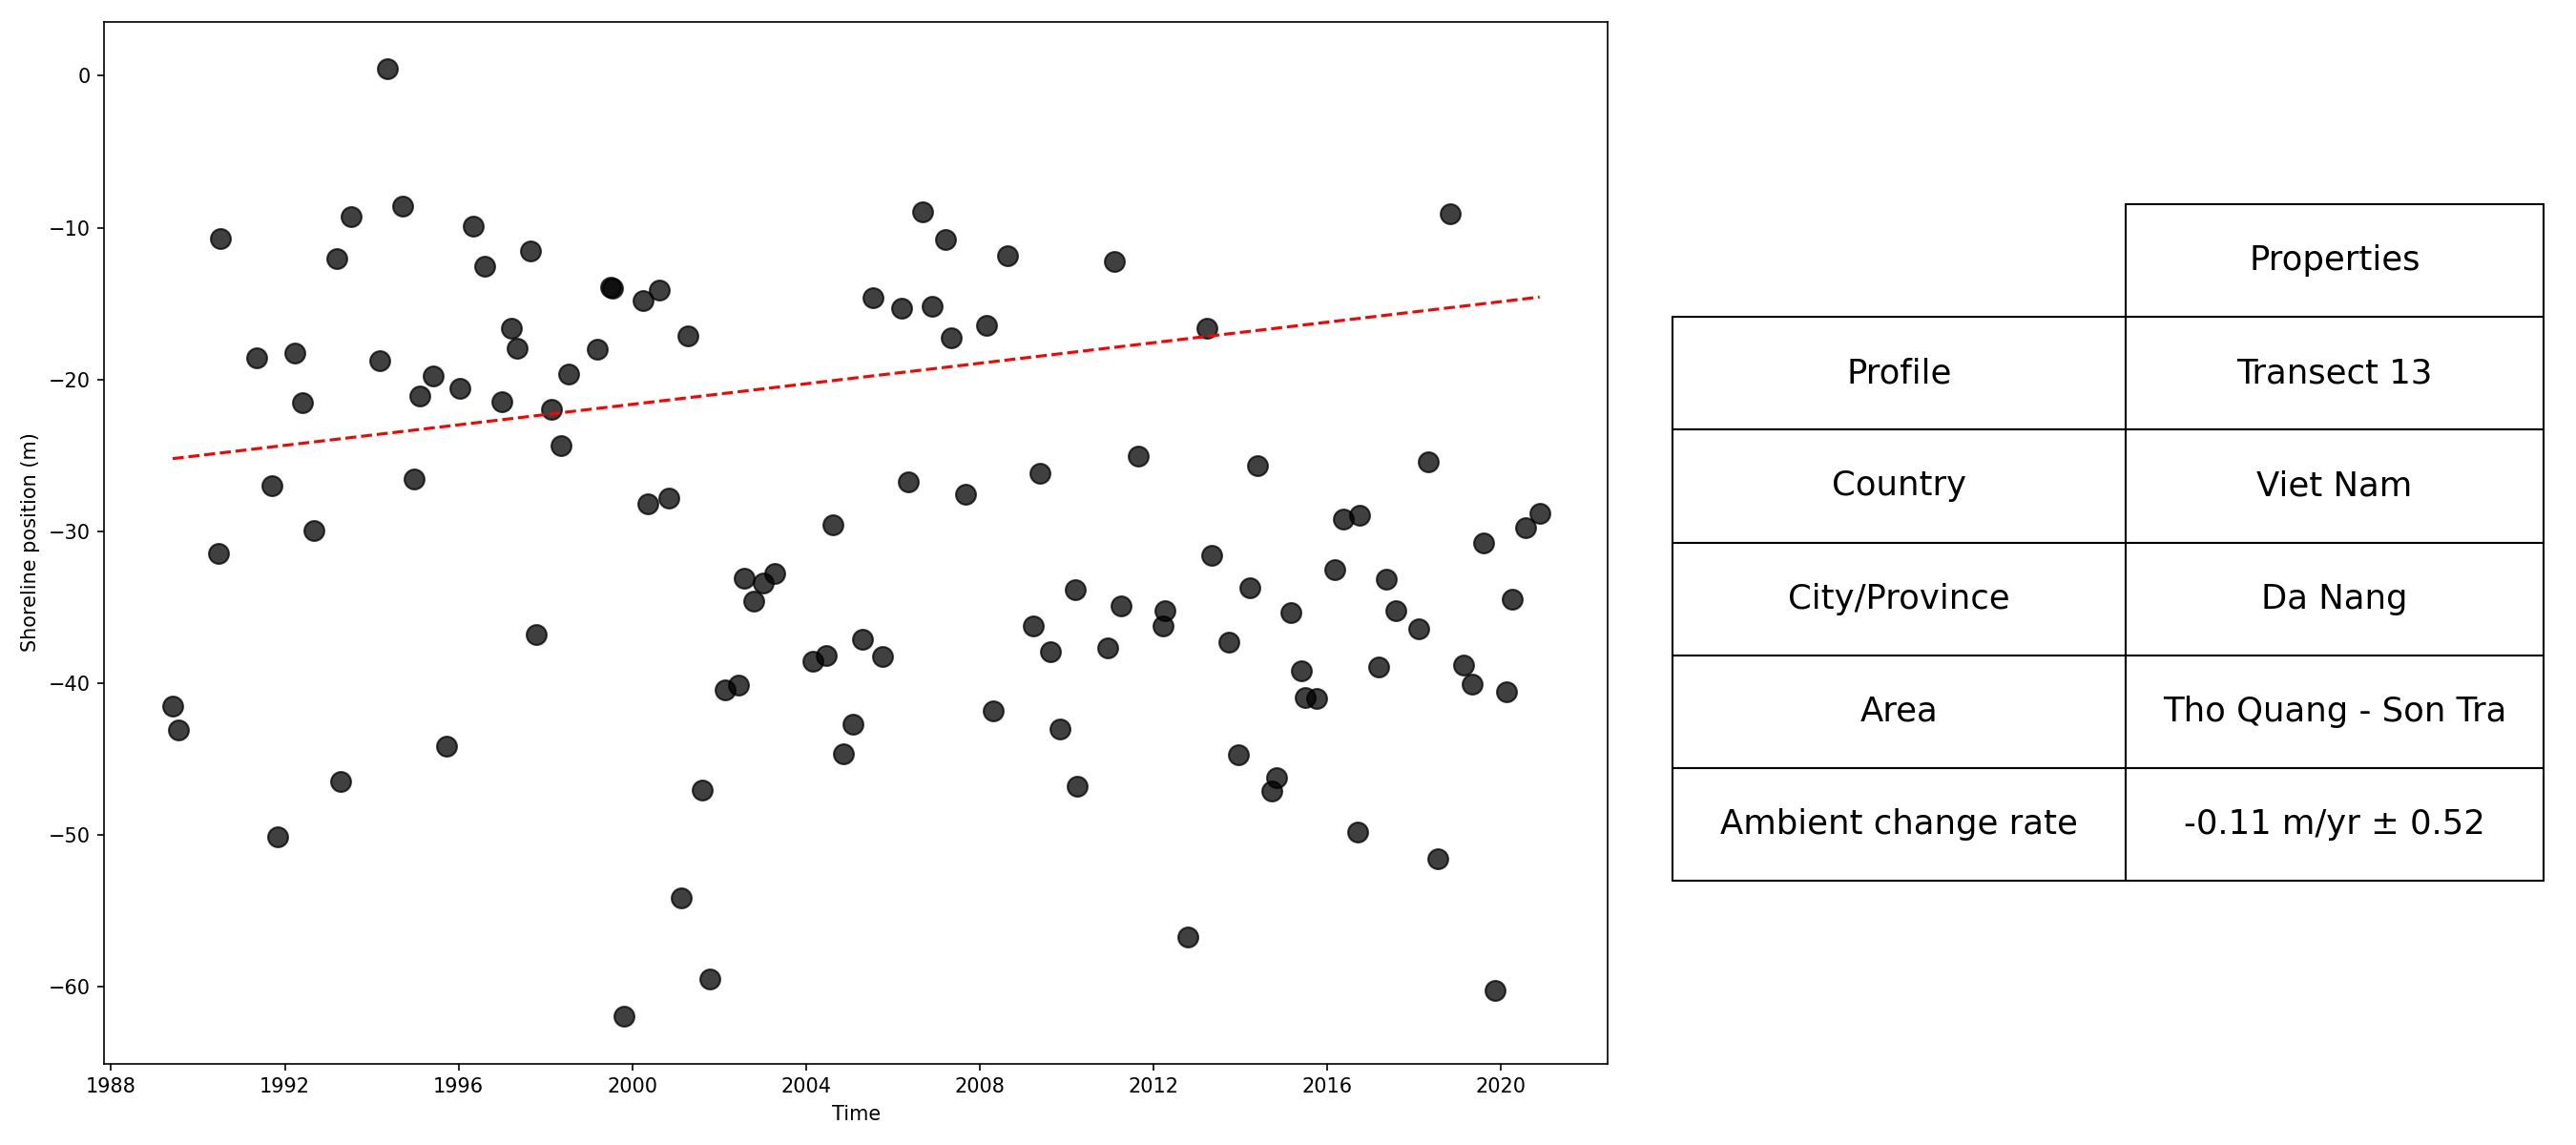 0
−10
−20
−30
−40
−50
−60
Shoreline position (m)
1988 1992 1996 2000 2004 2008 2012 2016 2020
Time
Properties
Profile Transect 13
Country Viet Nam
City/Province Da Nang
Area Tho Quang - Son Tra
Ambient change rate -0.11 m/yr ± 0.52